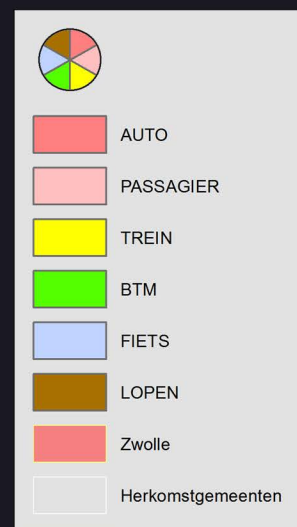 AUTO
PASSAGIER
TREIN
BTM
FIETS
LOPEN
Zwolle
Herkomstgemeenten